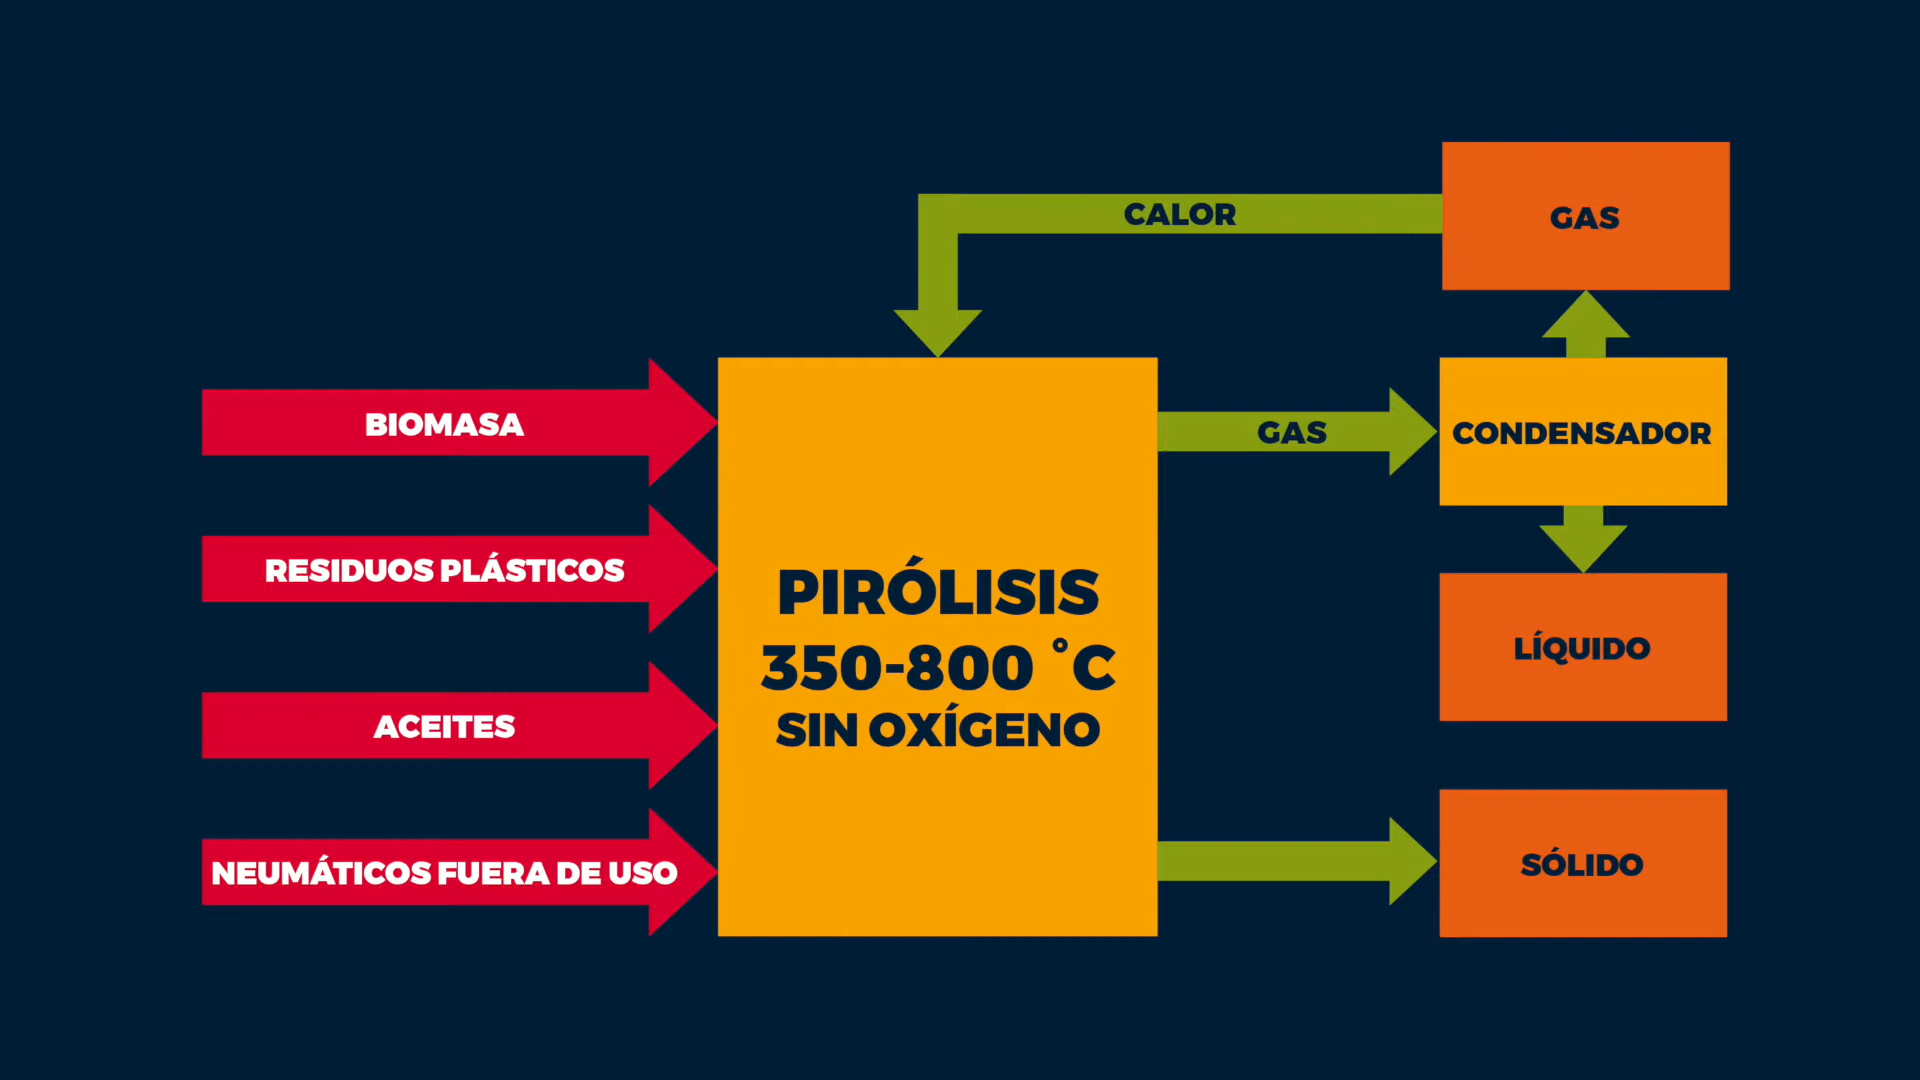 BIOMASA
RESIDUOS PLÁSTICOS
ACEITES
NEUMÁTICOS FUERA DE USO
PIRÓLISIS
350-800 °C
SIN OXÍGENO
CALOR
GAS
GAS
CONDENSADOR
LÍQUIDO
SÓLIDO